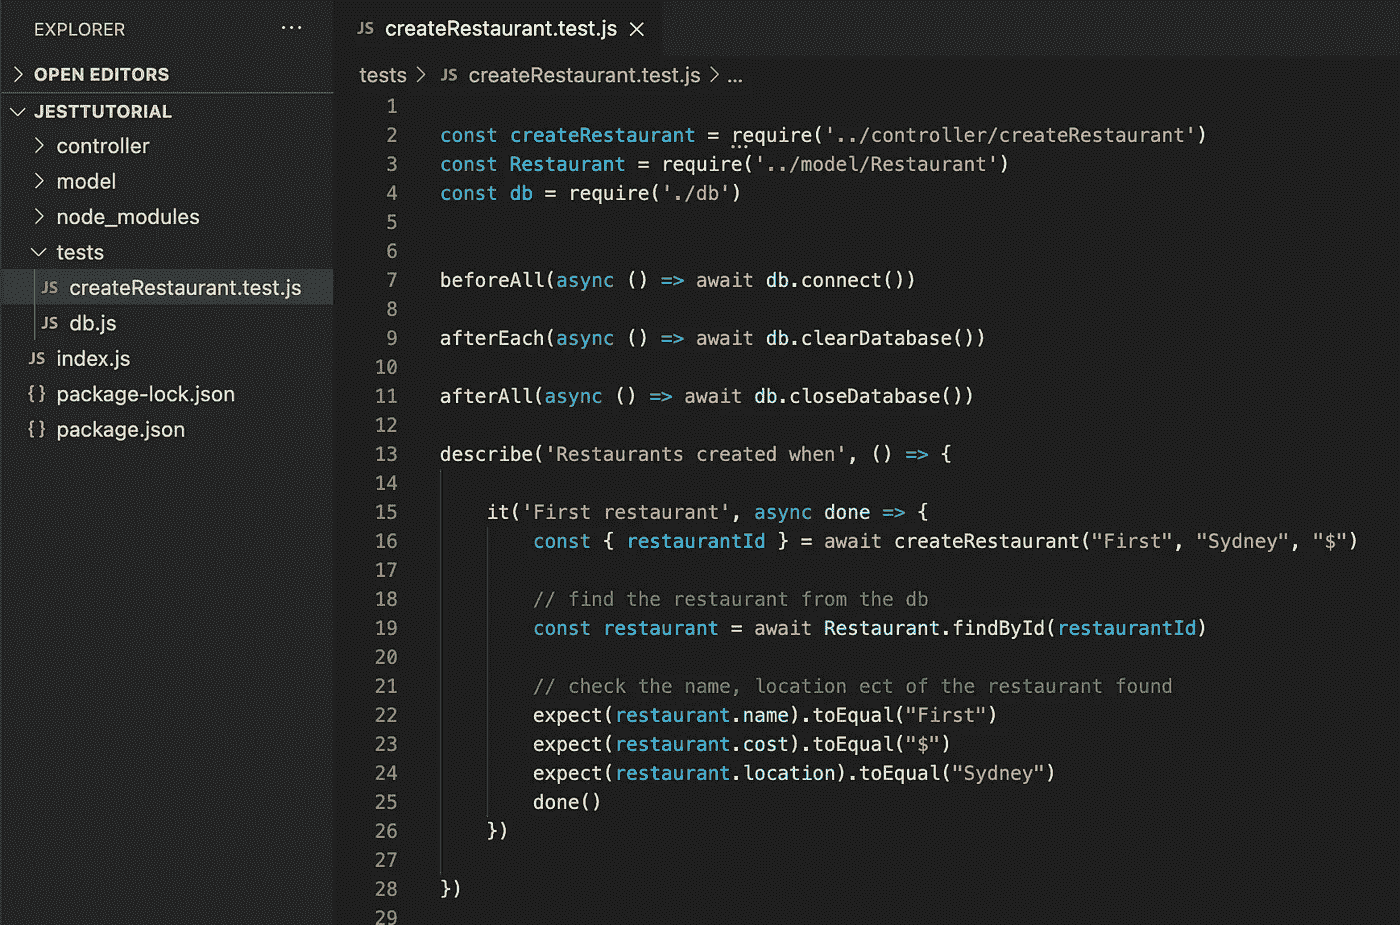 EXPLORER ...
OPEN EDITORS
JESTTUTORIAL
controller
model
node_modules
tests
JS createRestaurant.test.js
JS db.js
JS index.js
{} package-lock.json
{} package.json
JS createRestaurant.test.js ×
tests > JS createRestaurant.test.js > ...
1
2 const createRestaurant = require('../controller/createRestaurant')
3 const Restaurant = require('../model/Restaurant')
4 const db = require('./db')
5
6
7 beforeAll(async () => await db.connect())
8
9 afterEach(async () => await db.clearDatabase())
10
11 afterAll(async () => await db.closeDatabase())
12
13 describe('Restaurants created when', () => {
14
15 it('First restaurant', async done => {
16 const { restaurantId } = await createRestaurant("First", "Sydney", "$")
17
18 // find the restaurant from the db
19 const restaurant = await Restaurant.findById(restaurantId)
20
21 // check the name, location ect of the restaurant found
22 expect(restaurant.name).toEqual("First")
23 expect(restaurant.cost).toEqual("$")
24 expect(restaurant.location).toEqual("Sydney")
25 done()
26 })
27
28 })
29